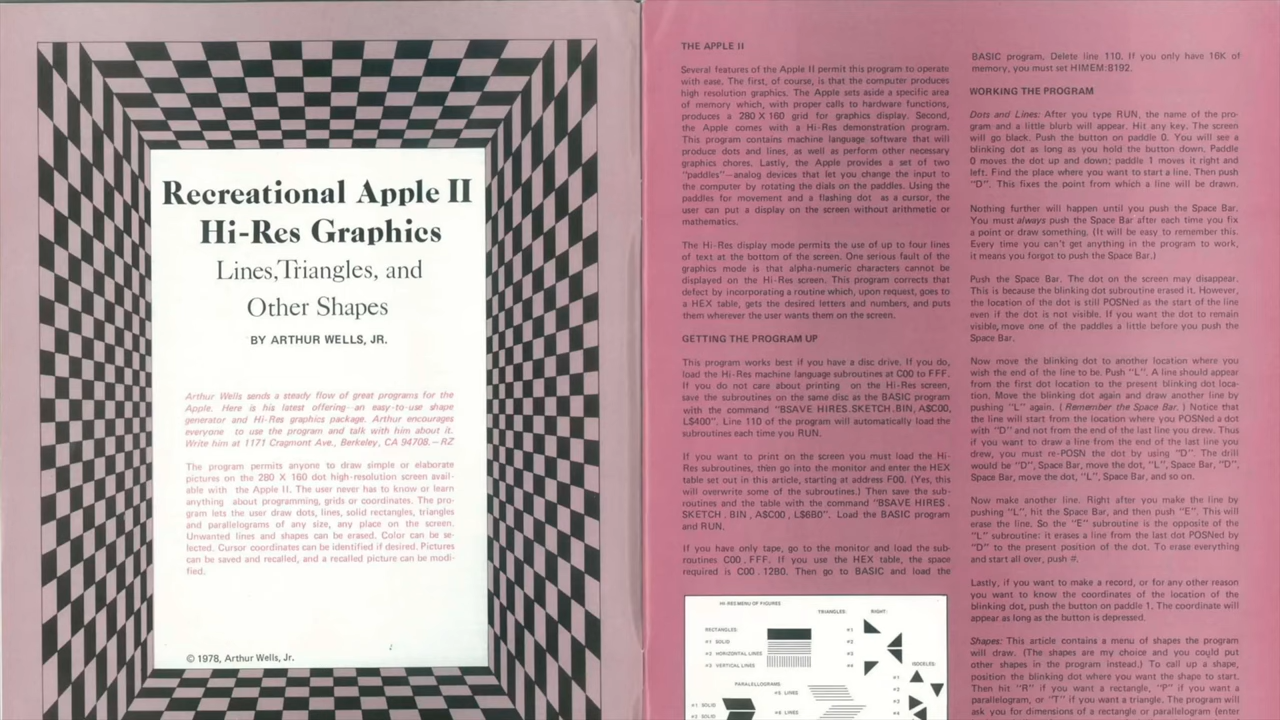 Recreational Apple II
Hi-Res Graphics
Lines,Triangles, and
Other Shapes
BY ARTHUR WELLS, JR.
Arthur Wells sends a steady flow of great programs for the
Apple. Here is his latest offering—an easy-to-use shape
generator and Hi-Res graphics package. Arthur encourages
everyone to use the program and talk with him about it.
Write him at 1171 Cragmont Ave., Berkeley, CA 94708.—RZ
The program permits anyone to draw simple or elaborate
pictures on the 280 X 160 dot high-resolution screen avail-
able with the Apple II. The user never has to know or learn
anything about programming, grids or coordinates. The pro-
gram lets the user draw dots, lines, solid rectangles, triangles
and parallelograms of any size, any place on the screen.
Unwanted lines and shapes can be erased. Color can be se-
lected. Cursor coordinates can be identified if desired. Pictures
can be saved and recalled, and a recalled picture can be modi-
fied.
© 1978, Arthur Wells, Jr.
THE APPLE II
Several features of the Apple II permit this program to operate
with ease. The first, of course, is that the computer produces
high resolution graphics. The Apple sets aside a specific area
of memory which, with proper calls to hardware functions,
produces a 280 X 160 grid for graphics display. Second,
the Apple comes with a Hi-Res demonstration program.
This program contains machine language software that will
produce dots and lines, as well as perform other necessary
graphics chores. Lastly, the Apple provides a set of two
"paddles"—analog devices that let you change the input to
the computer by rotating the dials on the paddles. Using the
paddles for movement and a flashing dot as a cursor, the
user can put a display on the screen without arithmetic or
mathematics.
The Hi-Res display mode permits the use of up to four lines
of text at the bottom of the screen. One serious fault of the
graphics mode is that alpha-numeric characters cannot be
displayed on the Hi-Res screen. This program corrects that
defect by incorporating a routine which, upon request, goes to
a HEX table, gets the desired letters and numbers, and puts
them wherever the user wants them on the screen.
GETTING THE PROGRAM UP
This program works best if you have a disc drive. If you do,
load the Hi-Res machine language subroutines at C00 to FFF.
If you do not care about printing on the Hi-Res screen,
save the subroutines on the same disc as the BASIC program
with the command "BSAVE HIRES.SKETCH.BIN, A$C00,
L$400". Line 110 of the program will automatically load the
subroutines each time you RUN.
If you want to print on the screen you must load the Hi-
Res subroutines, then go into the monitor and enter the HEX
table set out in this article, starting at address F00. (Yes, this
will overwrite some of the subroutines.) Then save the sub-
routines and the table with the command "BSAVE HIRES.
SKETCH.BIN, A$C00, L$6B0". Load the BASIC program
and RUN.
If you have only tape, go to the monitor and load the sub-
routines C00.FFF. If you use the HEX table, the space
required is C00.1280. Then go to BASIC and load the
HI-RES MENU OF FIGURES
TRIANGLES: RIGHT:
RECTANGLES:
#1 SOLID
#2 HORIZONTAL LINES
#3 VERTICAL LINES
#1
#2
#3
#4
ISOCELES:
#1
#2
#3
#4
PARALLELOGRAMS:
#5 LINES
#1 SOLID
#2 SOLID
#6 LINES
BASIC program. Delete line 110. If you only have 16K of
memory, you must set HIMEM:8192.
WORKING THE PROGRAM
Dots and Lines: After you type RUN, the name of the pro-
gram and a little blurb will appear. Hit any key. The screen
will go black. Push the button on paddle 0. You will see a
blinking dot as long as you hold the button down. Paddle
0 moves the dot up and down; paddle 1 moves it right and
left. Find the place where you want to start a line. Then push
"D". This fixes the point from which a line will be drawn.
Nothing further will happen until you push the Space Bar.
You must always push the Space Bar after each time you fix
a point or draw something. (It will be easy to remember this.
Every time you can't get anything in the program to work,
it means you forgot to push the Space Bar.)
Push the Space Bar. The dot on the screen may disappear.
This is because the blinking dot subroutine erased it. However,
the location of the dot is still POSNed as the start of the line
even if the dot is not visible. If you want the dot to remain
visible, move one of the paddles a little before you push the
Space Bar.
Now move the blinking dot to another location where you
wish the end of the line to be. Push "L". A line should appear
from the first dot location to the present blinking dot loca-
tion. Move the blinking dot again and draw another line by
pushing "L" again. (Remember the Space Bar.) Notice that
the line will start from the location where you POSNed a dot
with "D" and not from the end of the last line you drew. Thus
if you want to draw a line from the end of the last line you
drew, you must re-POSN the dot by using "D". The drill
would be "D", Space Bar, move the dot, "L", Space Bar, "D",
Space Bar, move the dot, "L", Space Bar, and so on.
Now make another line. Right after you make the line by
pushing "L", hit the Space Bar, and then push "E". This will
erase the line. So the "E" subroutine is the opposite of the
"L" subroutine: it erases a line from the last dot POSNed by
"D" to the present position of the dot. To erase everything
and start all over, push #.
Lastly, if you want to make a record, or for any other reason
you want to know the coordinates of the location of the
blinking dot, push the button on paddle 1. The coordinate will
appear as long as the button is depressed.
Shapes: This article contains a menu of shapes the program
will draw. (The shapes are my choice and you could put
other shapes in the program instead.) To call up a shape,
position the blinking dot where you want the shape to start.
Then hit "R" if you want a rectangle, "P" if you want a
parallelogram, or "T" if you want a triangle. The program will
ask you for dimensions of a rectangle or parallelogram (enter